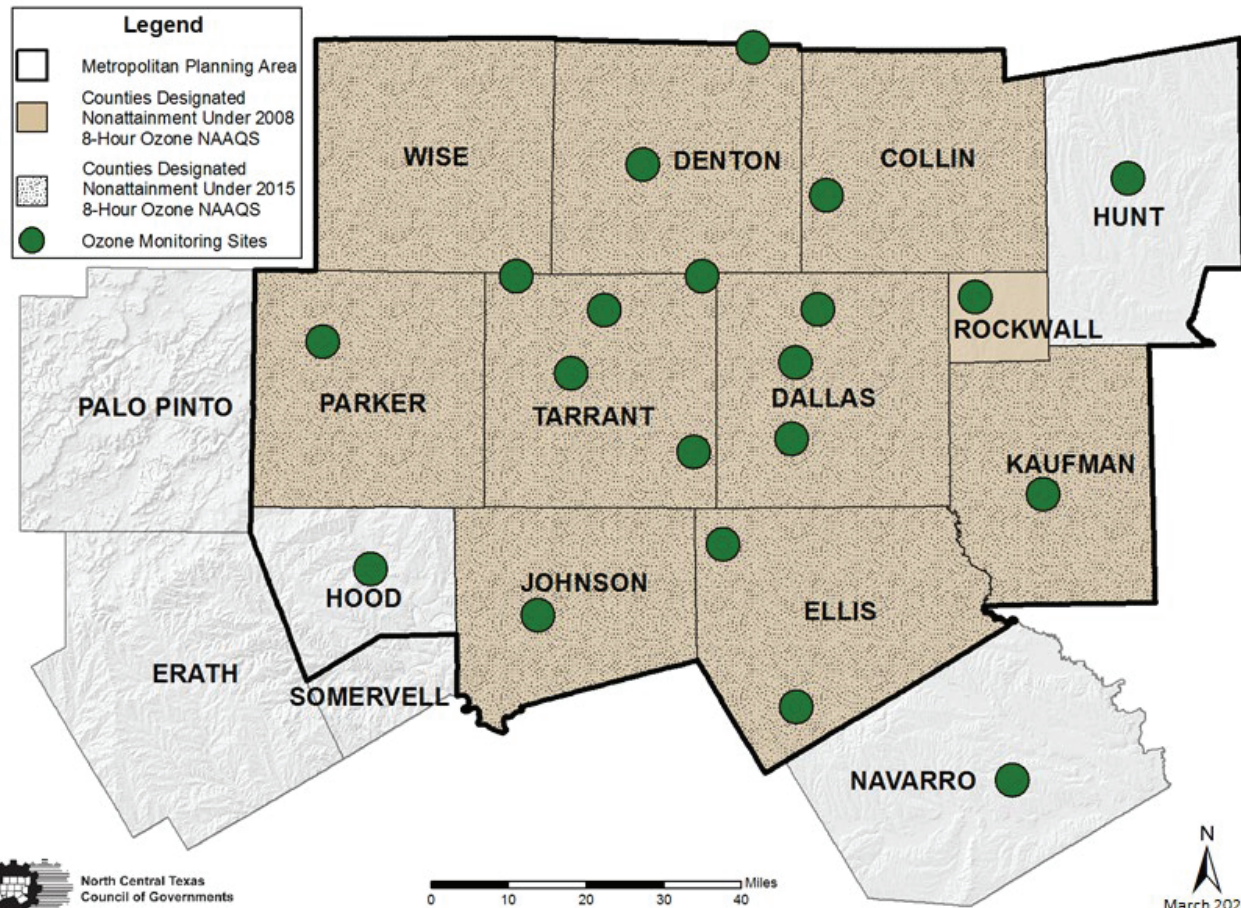 Legend
Metropolitan Planning Area
Counties Designated
Nonattainment Under 2008
8-Hour Ozone NAAQS
Counties Designated
Nonattainment Under 2015
8-Hour Ozone NAAQS
Ozone Monitoring Sites
WISE
DENTON
COLLIN
HUNT
ROCKWALL
PALO PINTO
PARKER
TARRANT
DALLAS
KAUFMAN
HOOD
JOHNSON
ELLIS
ERATH
SOMERVELL
NAVARRO
North Central Texas
Council of Governments
Miles
0 10 20 30 40
N
March 202